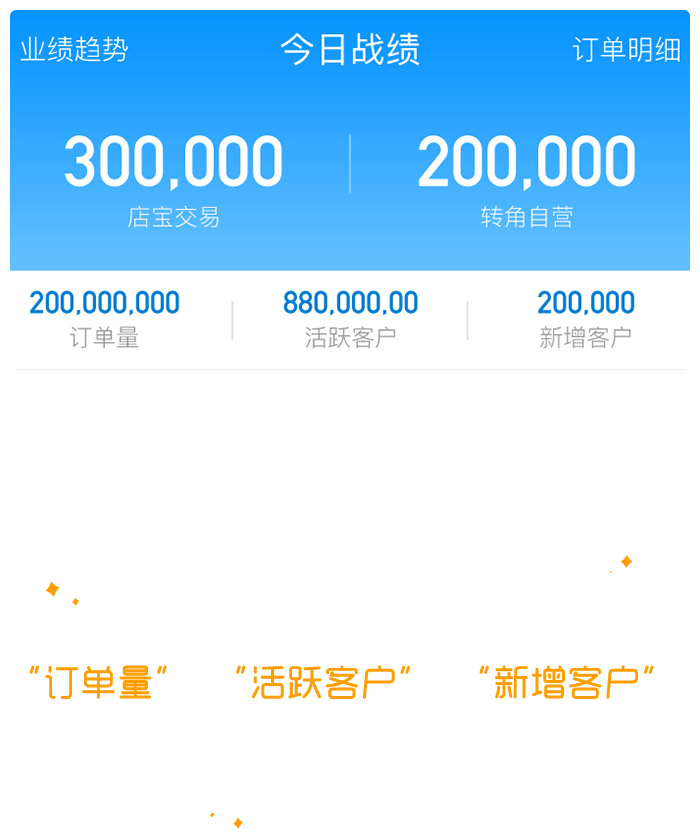 业绩趋势 今日战绩 订单明细
300,000 200,000
店宝交易 转角自营
200,000,000 880,000,00 200,000
订单量 活跃客户 新增客户
"订单量" "活跃客户" "新增客户"